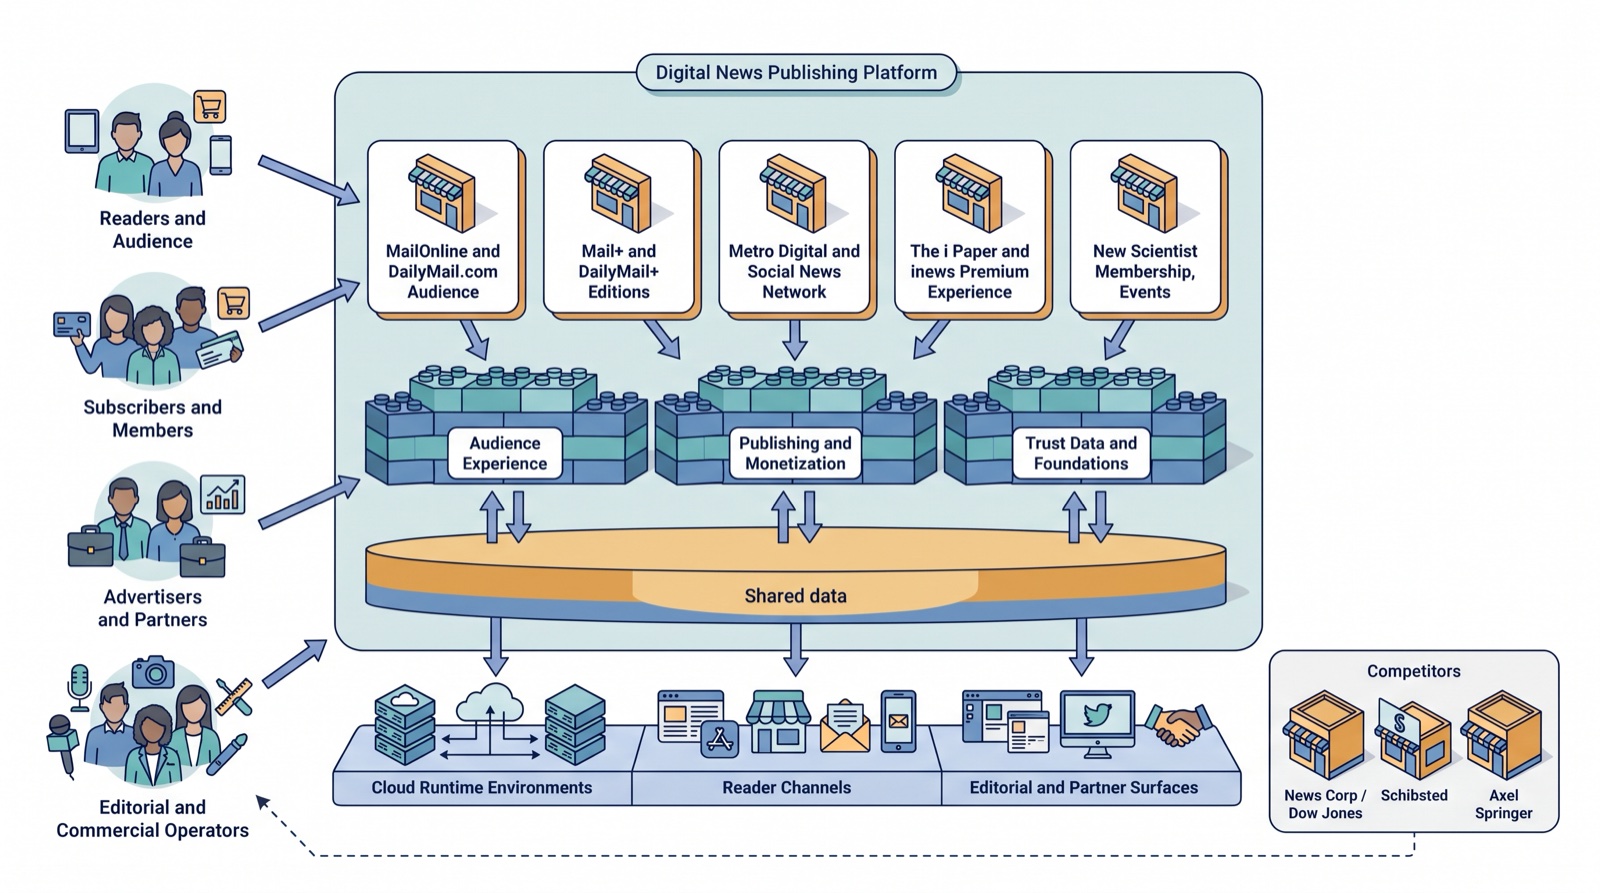 Digital News Publishing Platform
Readers and
Audience
Subscribers and
Members
Advertisers
and Partners
Editorial and
Commercial Operators
MailOnline and
DailyMail.com
Audience
Mail+ and
DailyMail+
Editions
Metro Digital and
Social News
Network
The i Paper and
inews Premium
Experience
New Scientist
Membership,
Events
Audience
Experience
Publishing and
Monetization
Trust Data and
Foundations
Shared data
Cloud Runtime Environments
Reader Channels
Editorial and Partner Surfaces
Competitors
S
News Corp /
Dow Jones
Schibsted
Axel
Springer